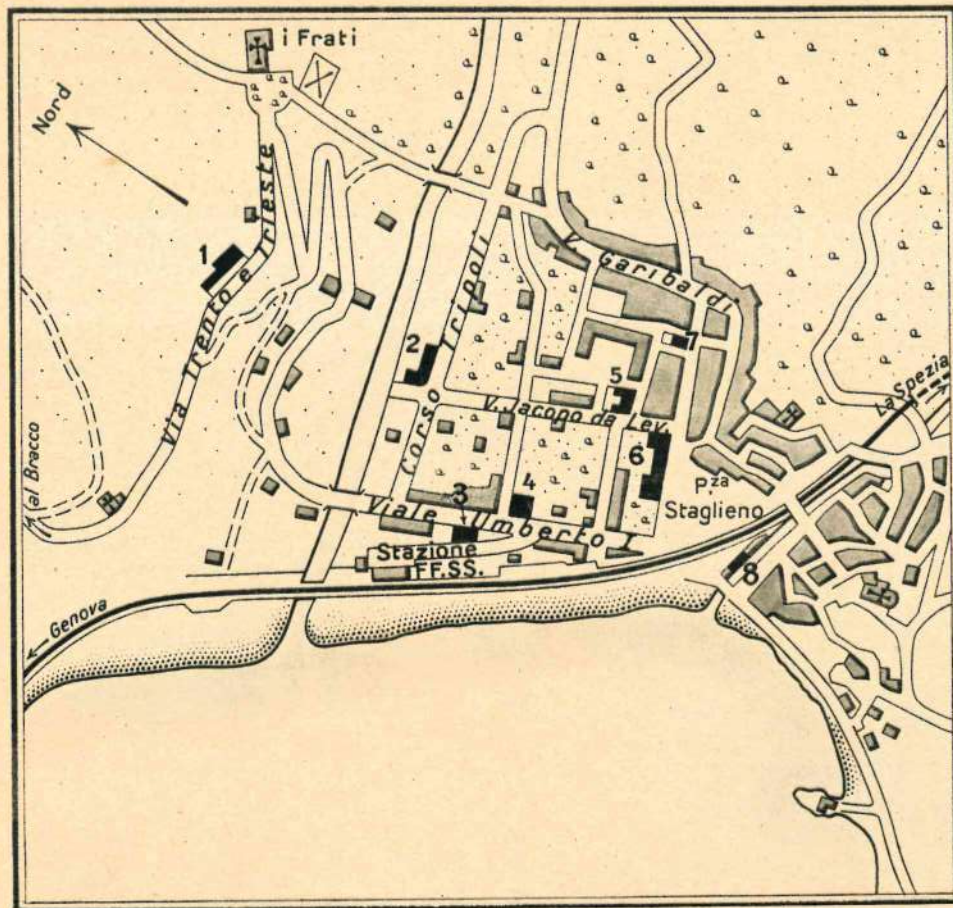 i Frati
Nord
Via Trento e Trieste
1
V. Garibaldi
Corso Tripoli
2
7
5
V. Jacopo da Lev.
La Spezia
al Bracco
6
3
4
P.za
Staglieno
Viale Umberto I
Stazione
FF.SS.
8
Genova